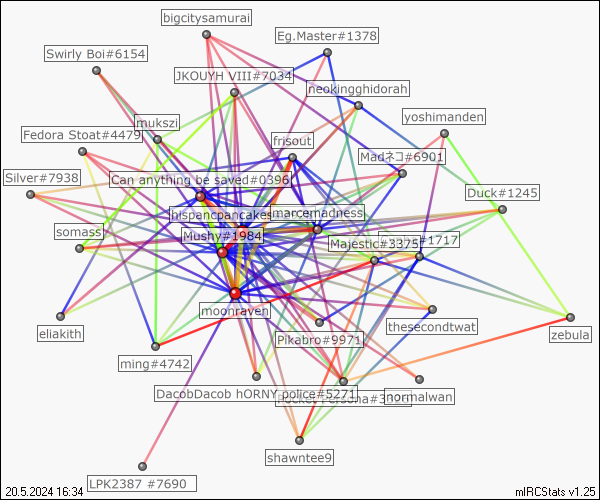 bigcitysamurai
Eg.Master#1378
Swirly Boi#6154
JKOUYH VIII#7034
neokingghidorah
yoshimanden
mukszi
Fedora Stoat#4479
frisout
Madネコ#6901
Silver#7938
Can anything be saved#0396
Duck#1245
hispancpancakes
marcemadness
somass
Mushy#1984
Majestic#3375
#1717
moonraven
eliakith
thesecondtwat
zebula
Pikabro#9971
ming#4742
DacobDacob hORNY police#5271
normalwan
shawntee9
LPK2387 #7690
20.5.2024 16:34
mIRCStats v1.25